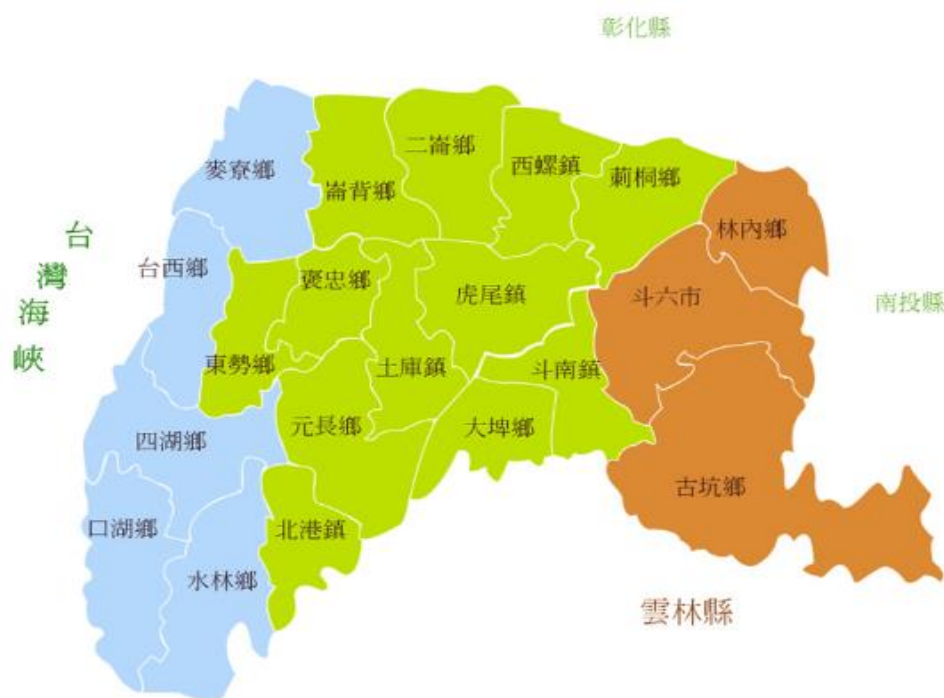 彰化縣
二崙鄉
麥寮鄉
崙背鄉
西螺鎮
莿桐鄉
林內鄉
台灣海峽
台西鄉
褒忠鄉
虎尾鎮
斗六市
南投縣
東勢鄉
土庫鎮
斗南鎮
元長鄉
大埤鄉
四湖鄉
古坑鄉
口湖鄉
北港鎮
水林鄉
雲林縣